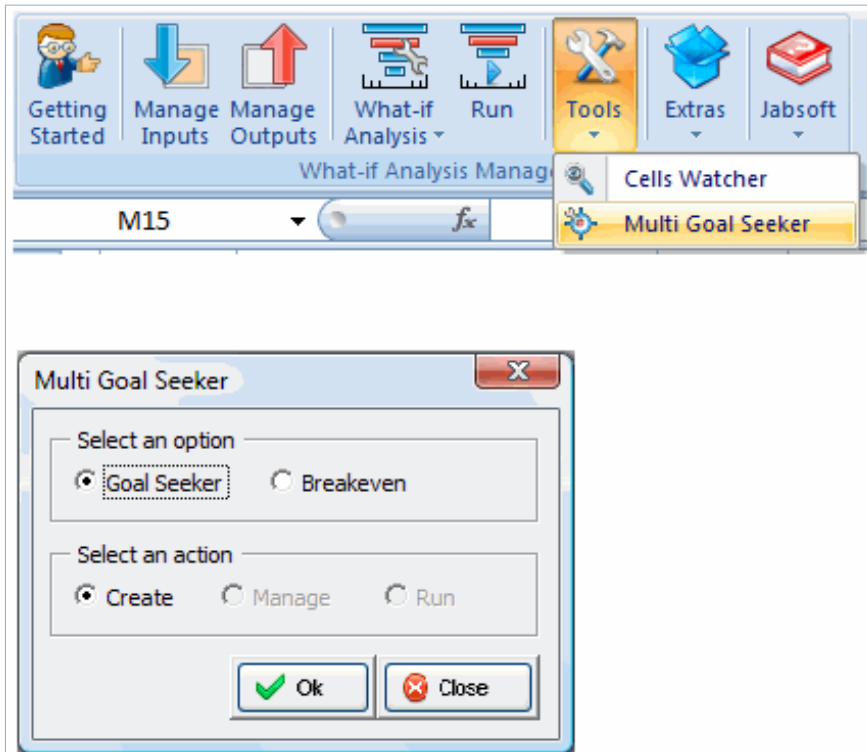 Getting Started
Manage Inputs
Manage Outputs
What-if Analysis
Run
Tools
Extras
Jabsoft
What-if Analysis Manag
Cells Watcher
M15
fx
Multi Goal Seeker
Multi Goal Seeker
Select an option
Goal Seeker Breakeven
Select an action
Create Manage Run
Ok Close